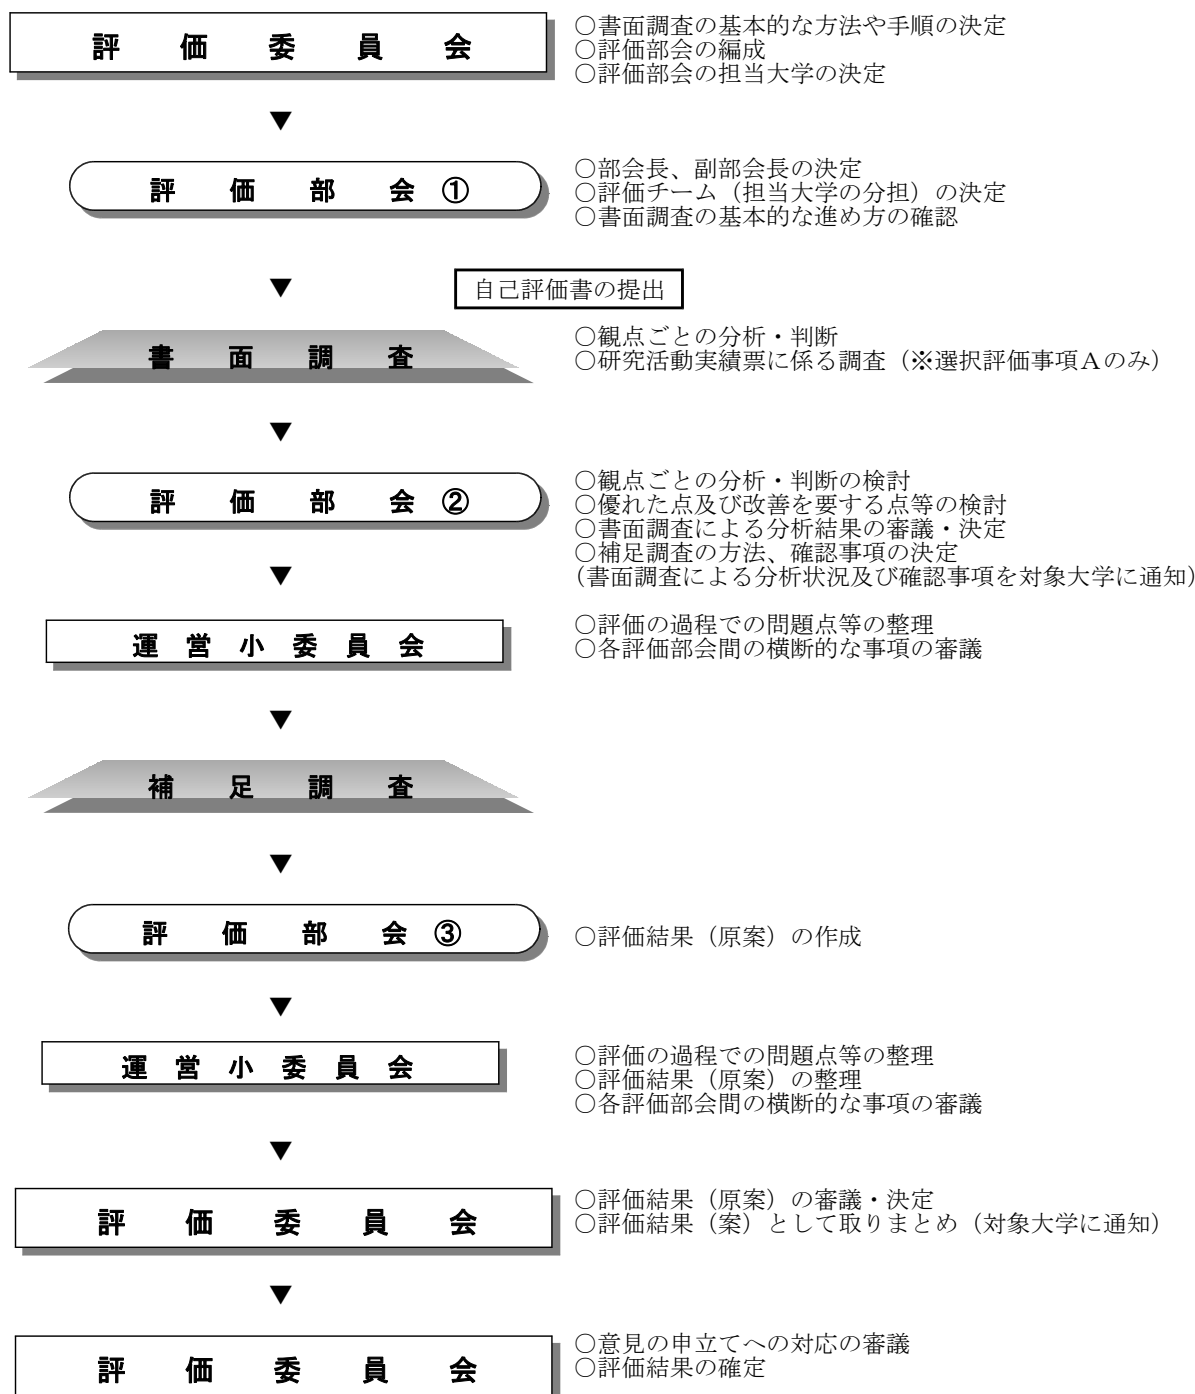 評価委員会
○書面調査の基本的な方法や手順の決定
○評価部会の編成
○評価部会の担当大学の決定
▼
評価部会①
○部会長、副部会長の決定
○評価チーム（担当大学の分担）の決定
○書面調査の基本的な進め方の確認
▼
自己評価書の提出
書面調査
○観点ごとの分析・判断
○研究活動実績票に係る調査（※選択評価事項Ａのみ）
▼
評価部会②
○観点ごとの分析・判断の検討
○優れた点及び改善を要する点等の検討
○書面調査による分析結果の審議・決定
○補足調査の方法、確認事項の決定
（書面調査による分析状況及び確認事項を対象大学に通知）
▼
運営小委員会
○評価の過程での問題点等の整理
○各評価部会間の横断的な事項の審議
▼
補足調査
▼
評価部会③
○評価結果（原案）の作成
▼
運営小委員会
○評価の過程での問題点等の整理
○評価結果（原案）の整理
○各評価部会間の横断的な事項の審議
▼
評価委員会
○評価結果（原案）の審議・決定
○評価結果（案）として取りまとめ（対象大学に通知）
▼
評価委員会
○意見の申立てへの対応の審議
○評価結果の確定